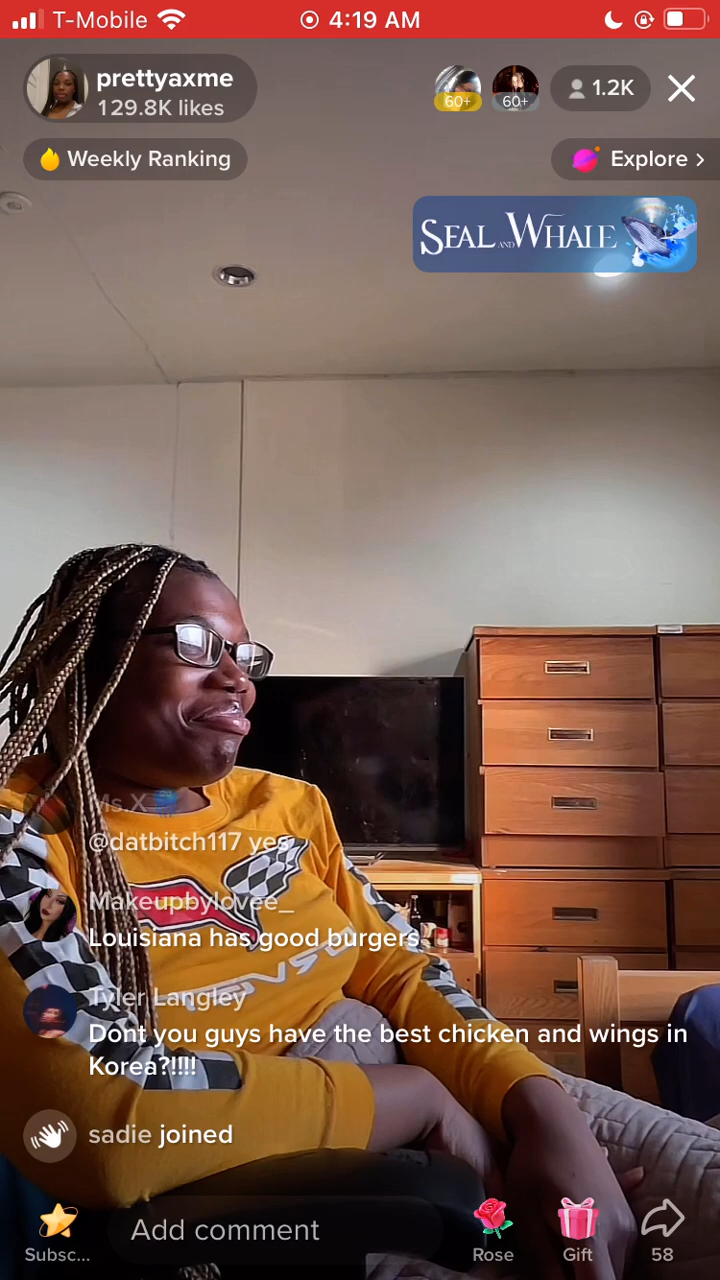 T-Mobile 4:19 AM
prettyaxme
129.8K likes
60+ 60+ 1.2K
Weekly Ranking
Explore >
SEAL AND WHALE
Ms.X
@datbitch117 yes
Makeupbylovee_
Louisiana has good burgers
Tyler Langley
Dont you guys have the best chicken and wings in
Korea?!!!!
sadie joined
Add comment
Subsc... Rose Gift 58